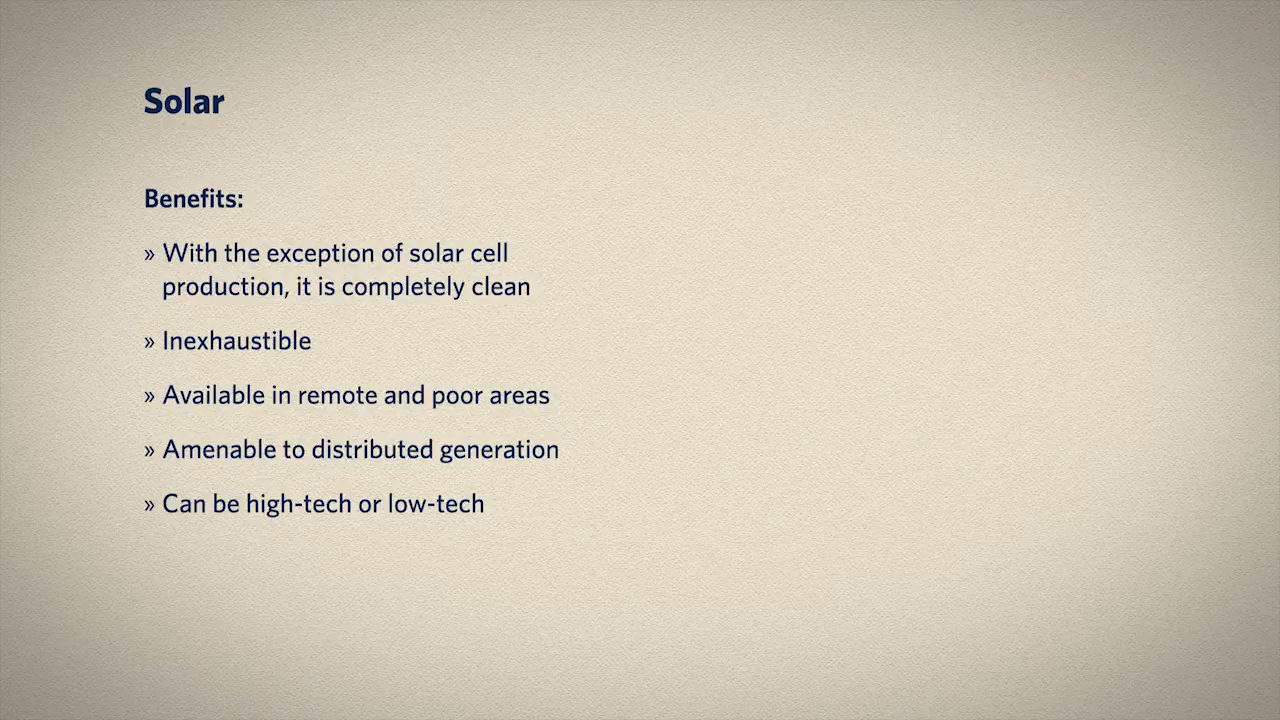 Solar
Benefits:
» With the exception of solar cell
production, it is completely clean
» Inexhaustible
» Available in remote and poor areas
» Amenable to distributed generation
» Can be high-tech or low-tech